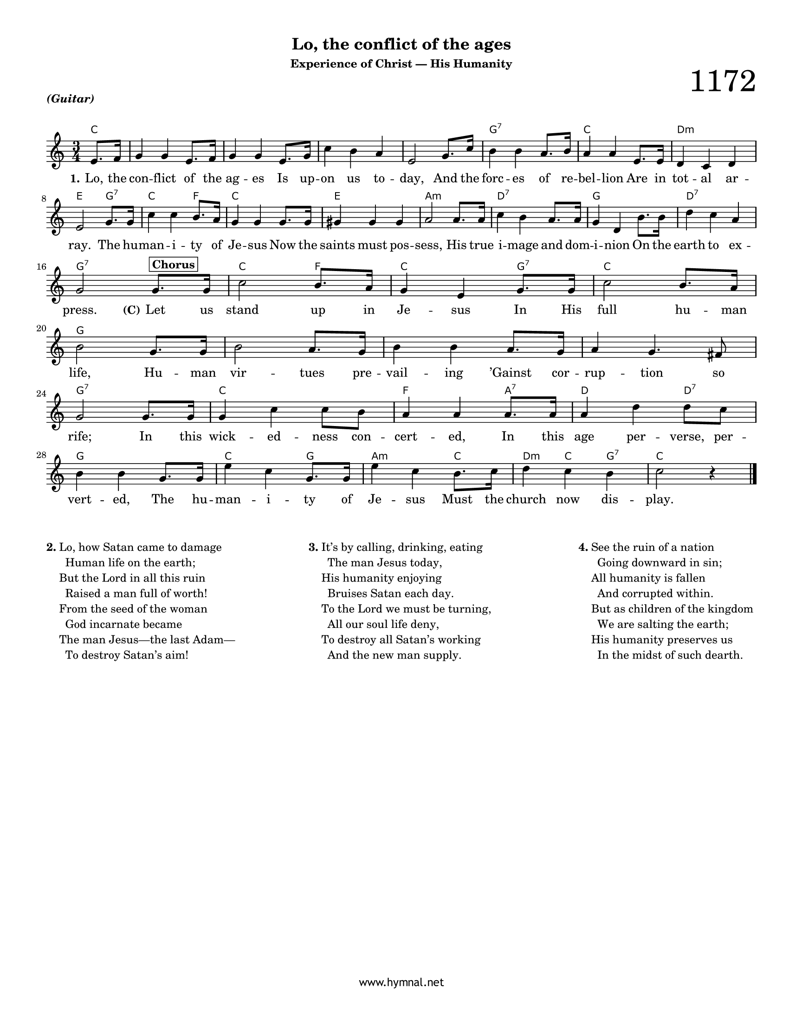 Lo, the conflict of the ages
Experience of Christ — His Humanity
1172
(Guitar)
C G7 C Dm
3
4
1. Lo, the con-flict of the ag - es Is up-on us to - day, And the forc - es of re-bel-lion Are in tot - al ar -
8 E G7 C F C E Am D7 G D7
ray. The human - i - ty of Je-sus Now the saints must pos-sess, His true i-mage and dom-i-nion On the earth to ex -
16 G7 Chorus C F C G7 C
press. (C) Let us stand up in Je - sus In His full hu - man
20 G
life, Hu - man vir - tues pre - vail - ing 'Gainst cor - rup - tion so
24 G7 C F A7 D D7
rife; In this wick - ed - ness con - cert - ed, In this age per - verse, per -
28 G C G Am C Dm C G7 C
vert - ed, The hu - man - i - ty of Je - sus Must the church now dis - play.
2. Lo, how Satan came to damage
Human life on the earth;
But the Lord in all this ruin
Raised a man full of worth!
From the seed of the woman
God incarnate became
The man Jesus—the last Adam—
To destroy Satan's aim!
3. It's by calling, drinking, eating
The man Jesus today,
His humanity enjoying
Bruises Satan each day.
To the Lord we must be turning,
All our soul life deny,
To destroy all Satan's working
And the new man supply.
4. See the ruin of a nation
Going downward in sin;
All humanity is fallen
And corrupted within.
But as children of the kingdom
We are salting the earth;
His humanity preserves us
In the midst of such dearth.
www.hymnal.net